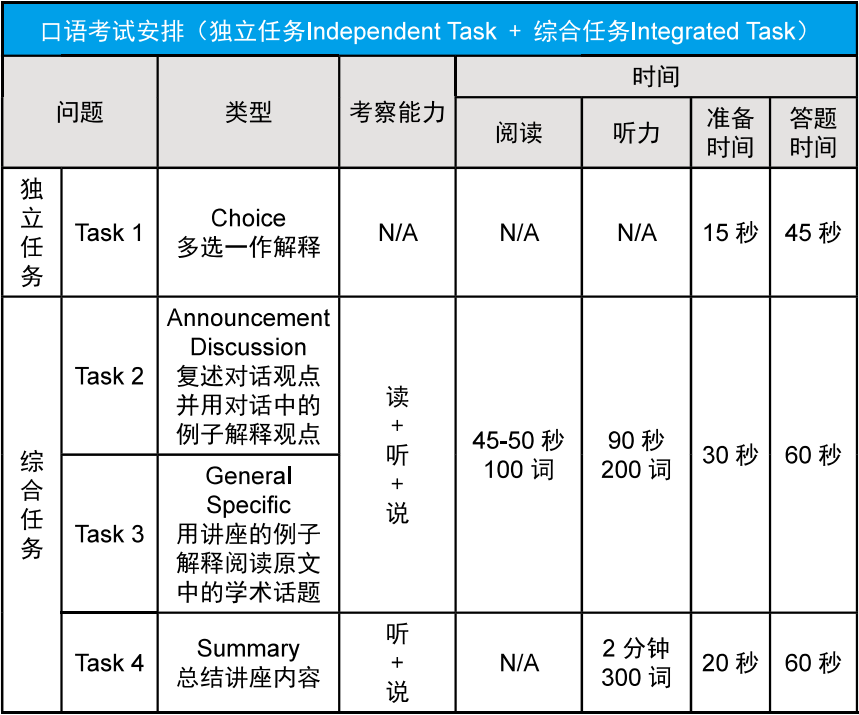 口语考试安排（独立任务Independent Task + 综合任务Integrated Task）
问题
类型
考察能力
时间
阅读
听力
准备
时间
答题
时间
独
立
任
务
Task 1
Choice
多选一作解释
N/A
N/A
N/A
15 秒
45 秒
综
合
任
务
Task 2
Announcement
Discussion
复述对话观点
并用对话中的
例子解释观点
读
+
听
+
说
45-50 秒
100 词
90 秒
200 词
30 秒
60 秒
Task 3
General
Specific
用讲座的例子
解释阅读原文
中的学术话题
Task 4
Summary
总结讲座内容
听
+
说
N/A
2 分钟
300 词
20 秒
60 秒